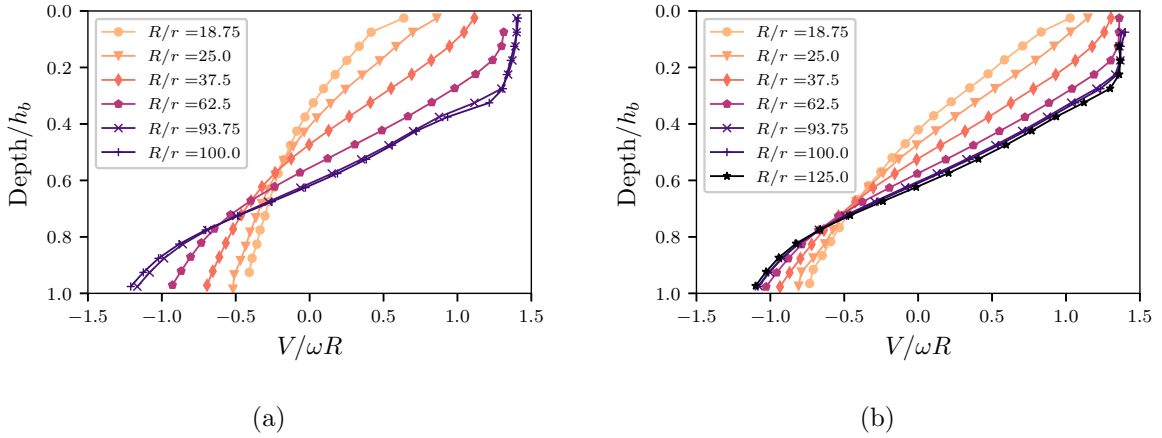 0.0
0.2
0.4
0.6
0.8
1.0
Depth/h_b
R/r =18.75
R/r =25.0
R/r =37.5
R/r =62.5
R/r =93.75
R/r =100.0
−1.5 −1.0 −0.5 0.0 0.5 1.0 1.5
V/ωR
(a)
0.0
0.2
0.4
0.6
0.8
1.0
Depth/h_b
R/r =18.75
R/r =25.0
R/r =37.5
R/r =62.5
R/r =93.75
R/r =100.0
R/r =125.0
−1.5 −1.0 −0.5 0.0 0.5 1.0 1.5
V/ωR
(b)